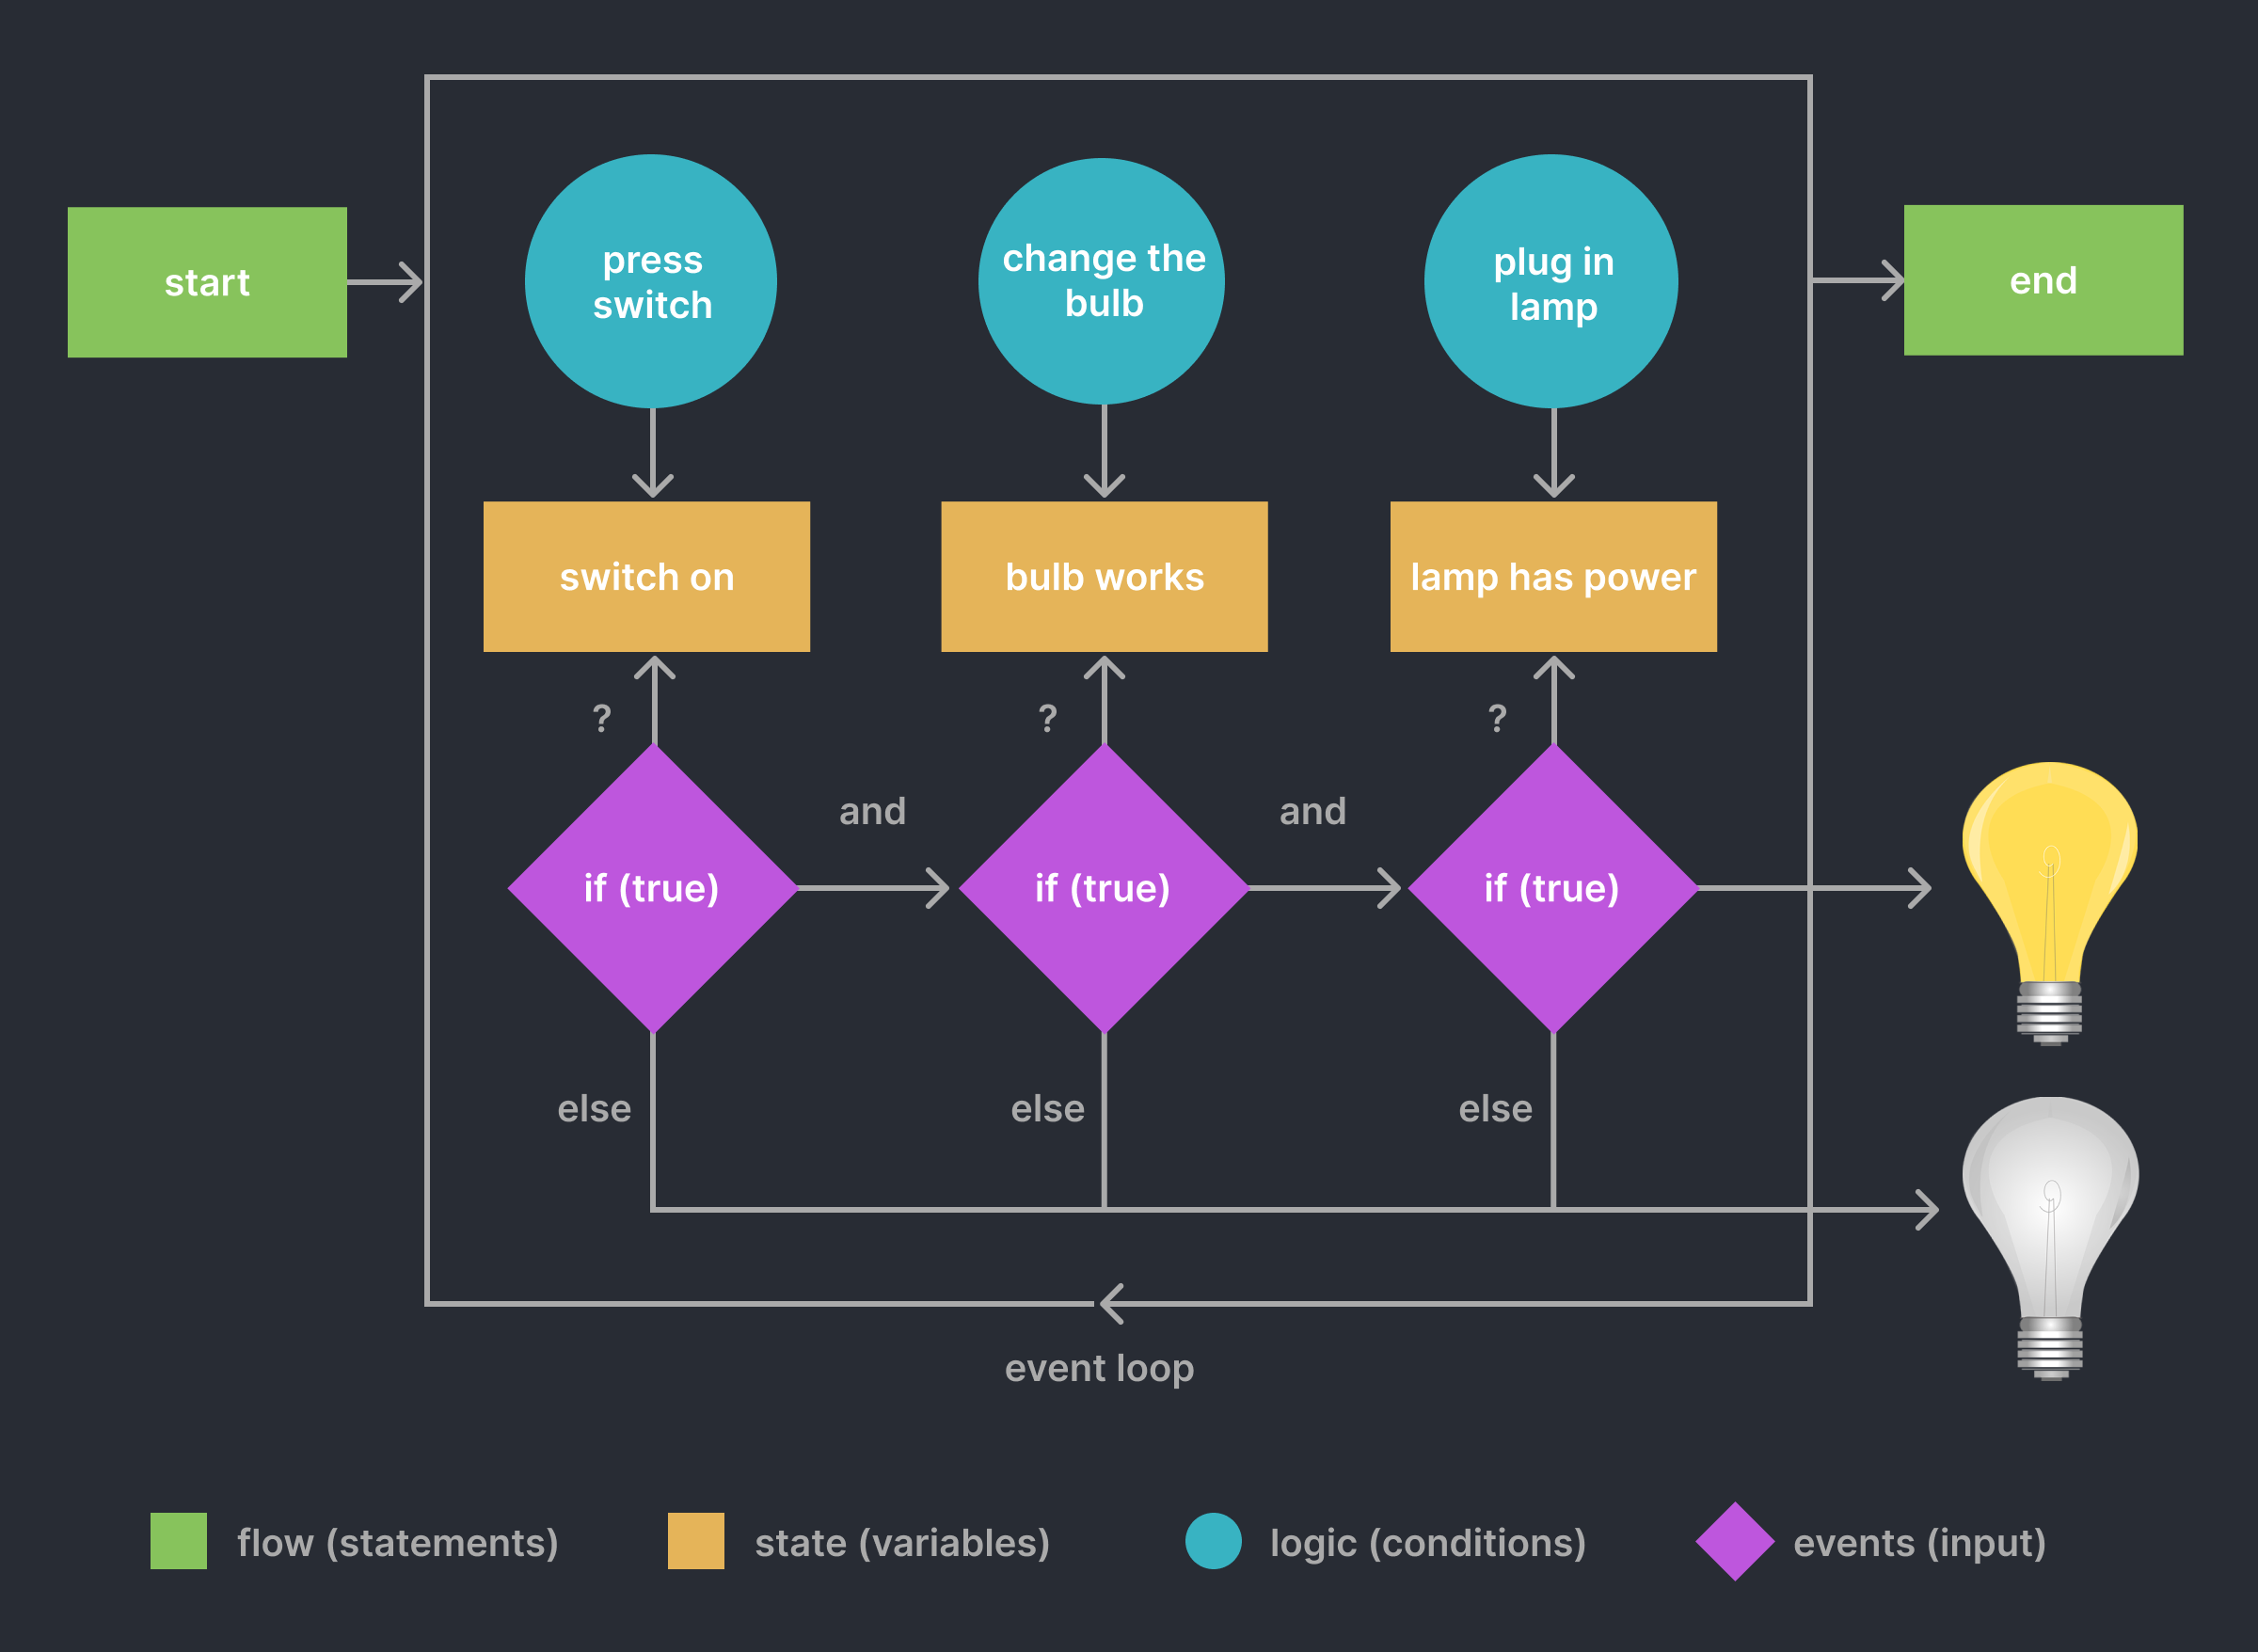 start
press
switch
change the
bulb
plug in
lamp
end
switch on
bulb works
lamp has power
?
?
?
and
and
if (true)
if (true)
if (true)
else
else
else
event loop
flow (statements)
state (variables)
logic (conditions)
events (input)